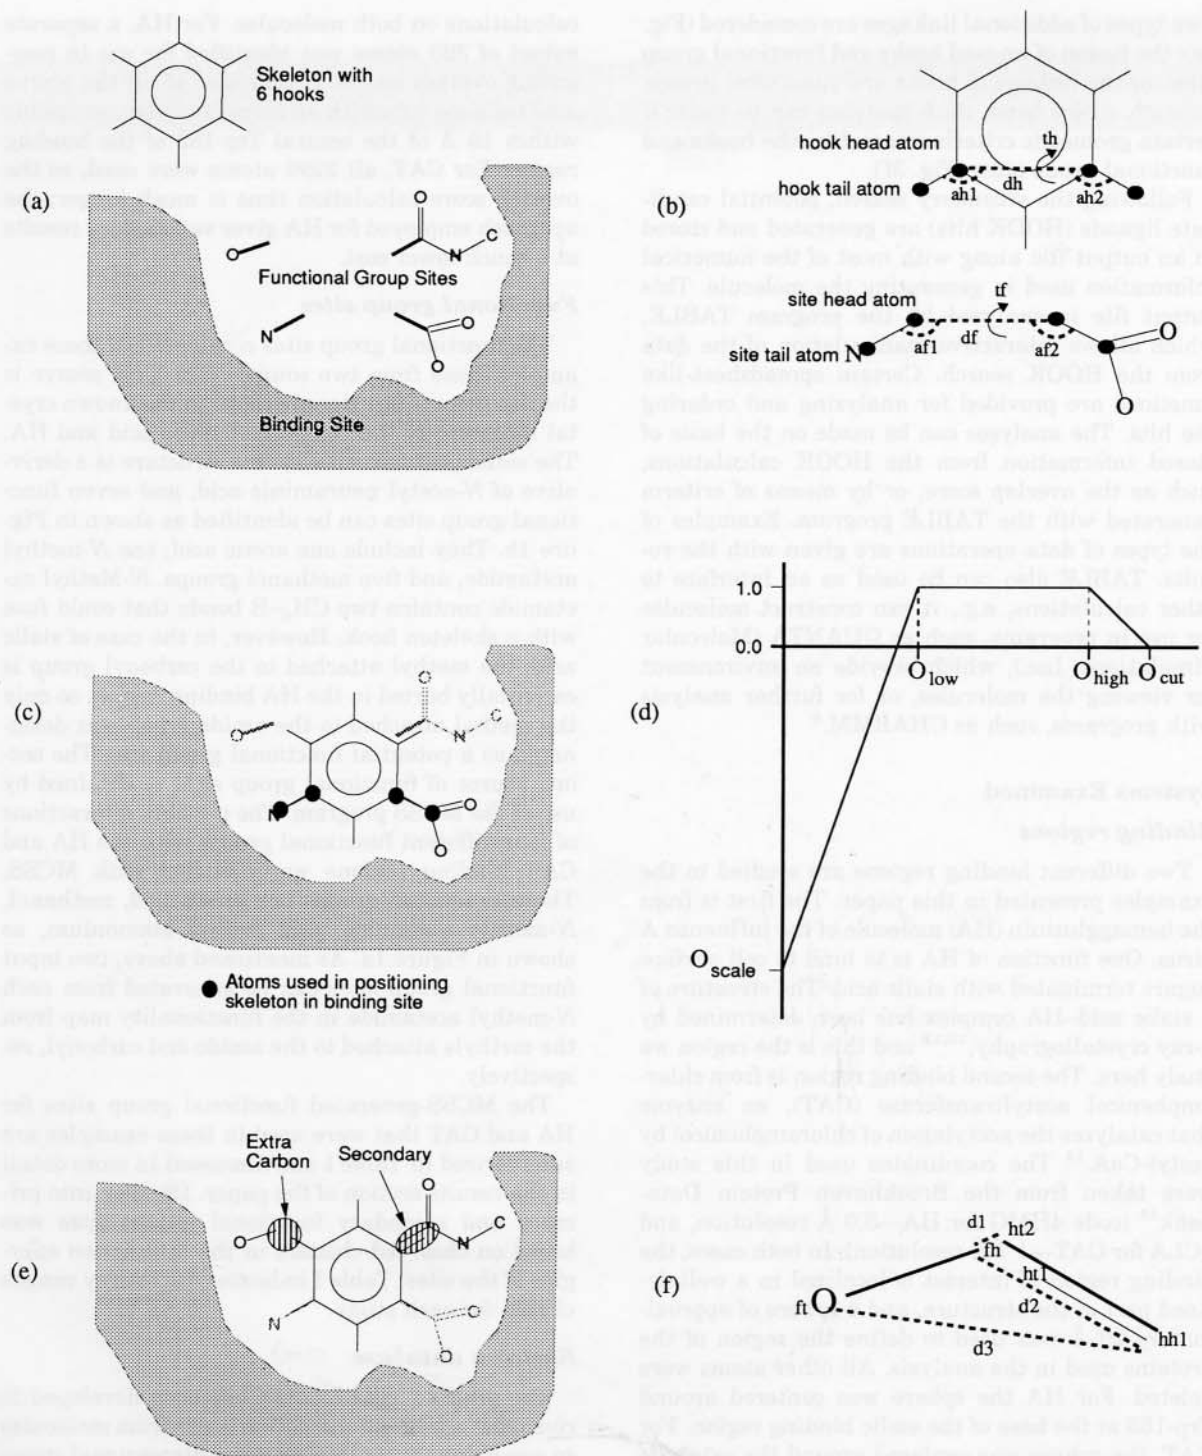 Skeleton with
6 hooks
(a)
O
C
N
Functional Group Sites
N
O
O
Binding Site
(b)
hook head atom
th
dh
hook tail atom
ah1
ah2
site head atom
tf
df
site tail atom N
af1
af2
O
O
(c)
O
O
C
N
N
O
O
Atoms used in positioning
skeleton in binding site
(d)
1.0
0.0
O low
O high
O cut
O scale
(e)
Extra
Carbon
Secondary
O
O
C
N
N
O
O
(f)
d1
ht2
fh
ht1
ft O
d2
d3
hh1